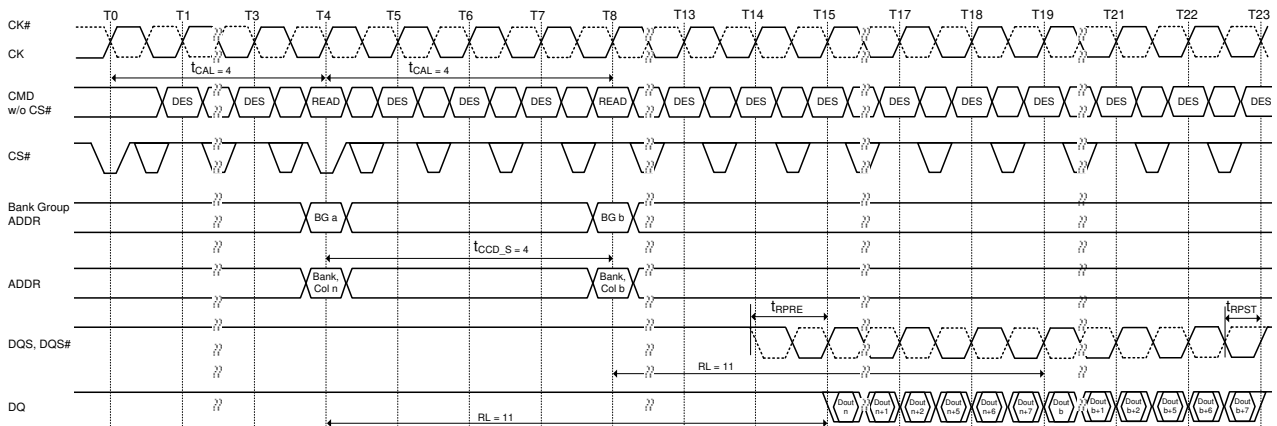 CK#
CK
T0 T1 T3 T4 T5 T6 T7 T8 T13 T14 T15 T17 T18 T19 T21 T22 T23
tCAL = 4 tCAL = 4
CMD
w/o CS#
DES DES READ DES DES DES READ DES DES DES DES DES DES DES DES DES
CS#
Bank Group
ADDR
BG a BG b
tCCD_S = 4
ADDR
Bank,
Col n
Bank,
Col b
tRPRE tRPST
DQS, DQS#
RL = 11
DQ
Dout
n
Dout
n+1
Dout
n+2
Dout
n+5
Dout
n+6
Dout
n+7
Dout
b
Dout
b+1
Dout
b+2
Dout
b+5
Dout
b+6
Dout
b+7
RL = 11